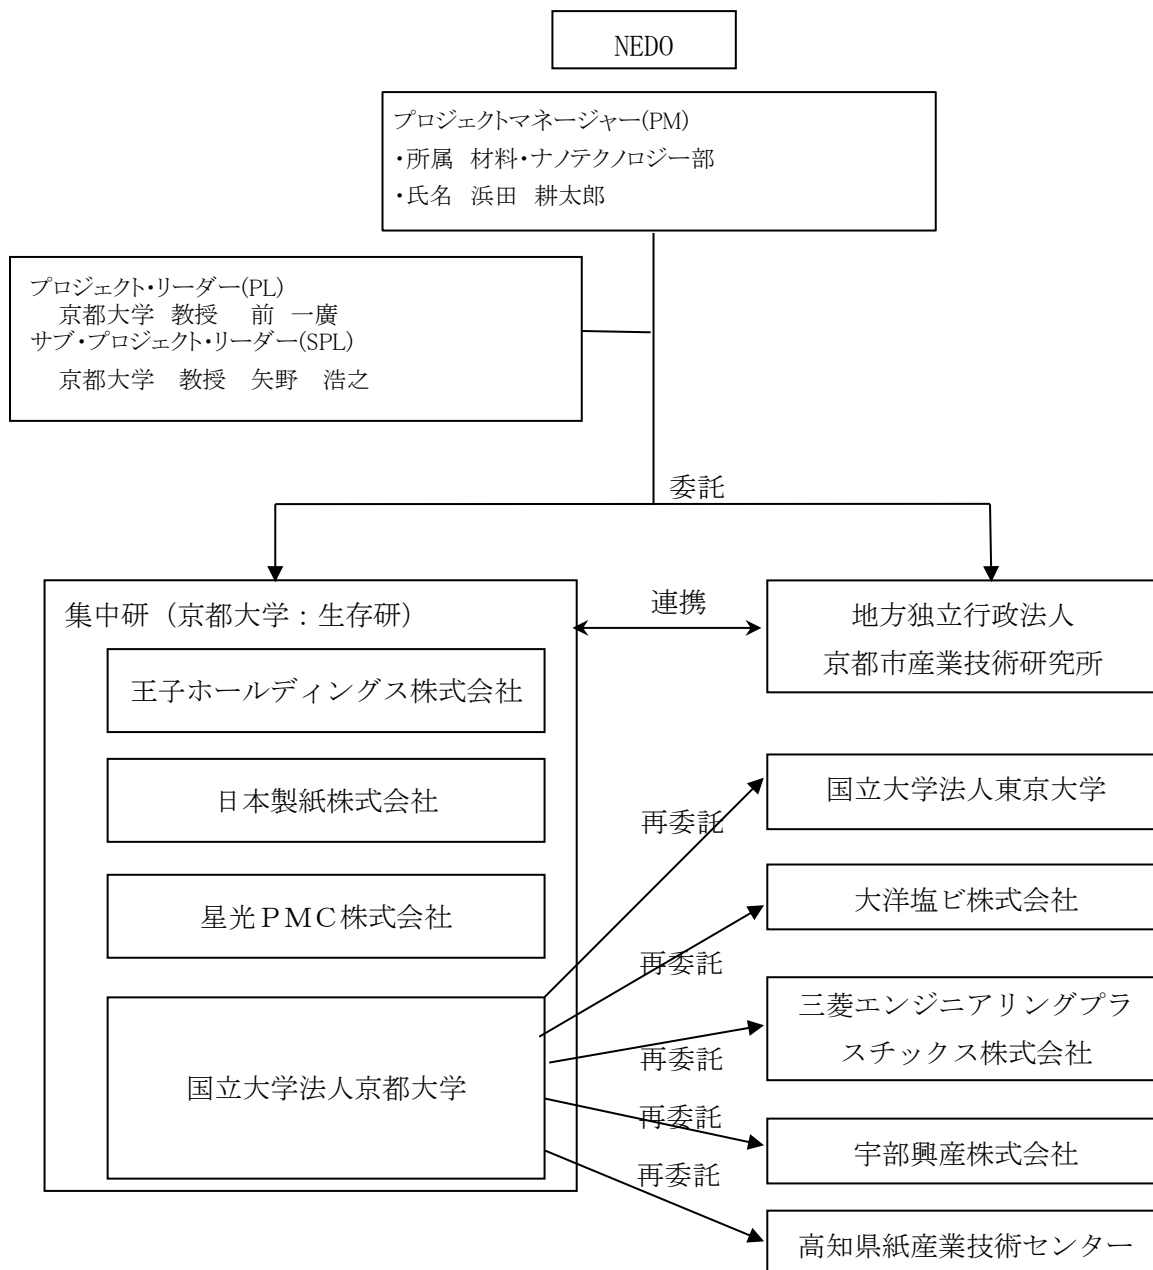 NEDO
プロジェクトマネージャー(PM)
・所属 材料・ナノテクノロジー部
・氏名 浜田 耕太郎
プロジェクト・リーダー(PL)
京都大学 教授 前 一廣
サブ・プロジェクト・リーダー(SPL)
京都大学 教授 矢野 浩之
委託
集中研（京都大学：生存研）
連携
地方独立行政法人
京都市産業技術研究所
王子ホールディングス株式会社
日本製紙株式会社
星光ＰＭＣ株式会社
国立大学法人京都大学
再委託
国立大学法人東京大学
再委託
大洋塩ビ株式会社
再委託
三菱エンジニアリングプラ
スチックス株式会社
再委託
宇部興産株式会社
再委託
高知県紙産業技術センター